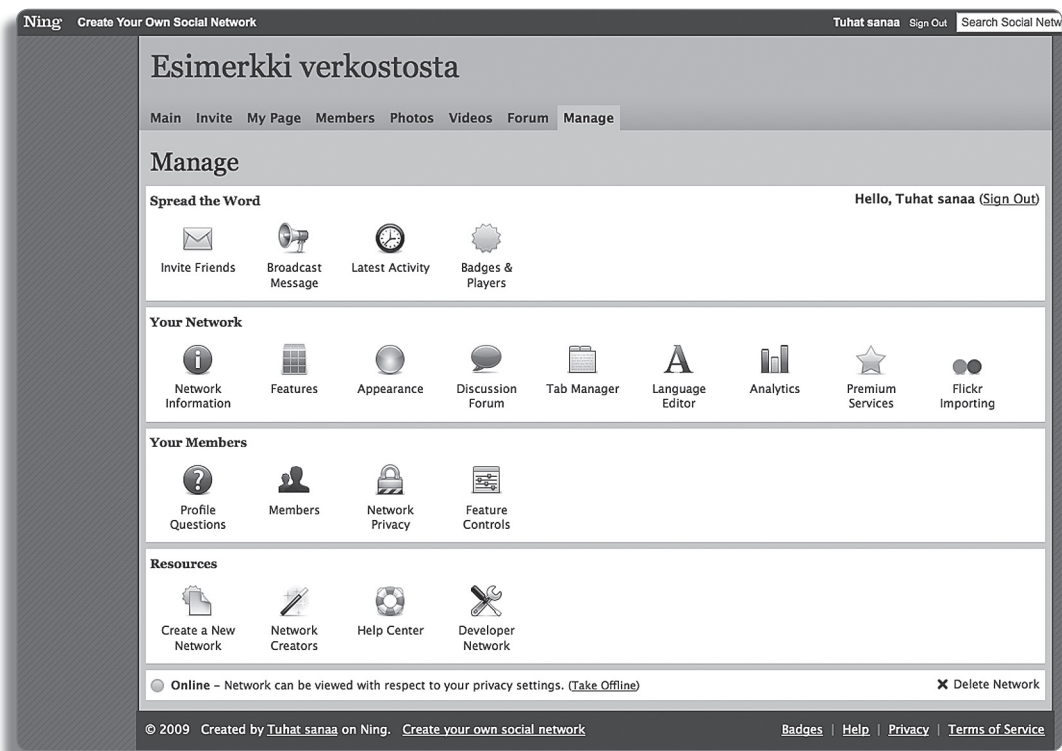 Ning Create Your Own Social Network Tuhat sanaa Sign Out Search Social Netw
Esimerkki verkostosta
Main Invite My Page Members Photos Videos Forum Manage
Manage
Spread the Word
Hello, Tuhat sanaa (Sign Out)
Invite Friends
Broadcast
Message
Latest Activity
Badges &
Players
Your Network
Network
Information
Features
Appearance
Discussion
Forum
Tab Manager
Language
Editor
Analytics
Premium
Services
Flickr
Importing
Your Members
Profile
Questions
Members
Network
Privacy
Feature
Controls
Resources
Create a New
Network
Network
Creators
Help Center
Developer
Network
Online – Network can be viewed with respect to your privacy settings. (Take Offline)
Delete Network
© 2009 Created by Tuhat sanaa on Ning. Create your own social network
Badges | Help | Privacy | Terms of Service